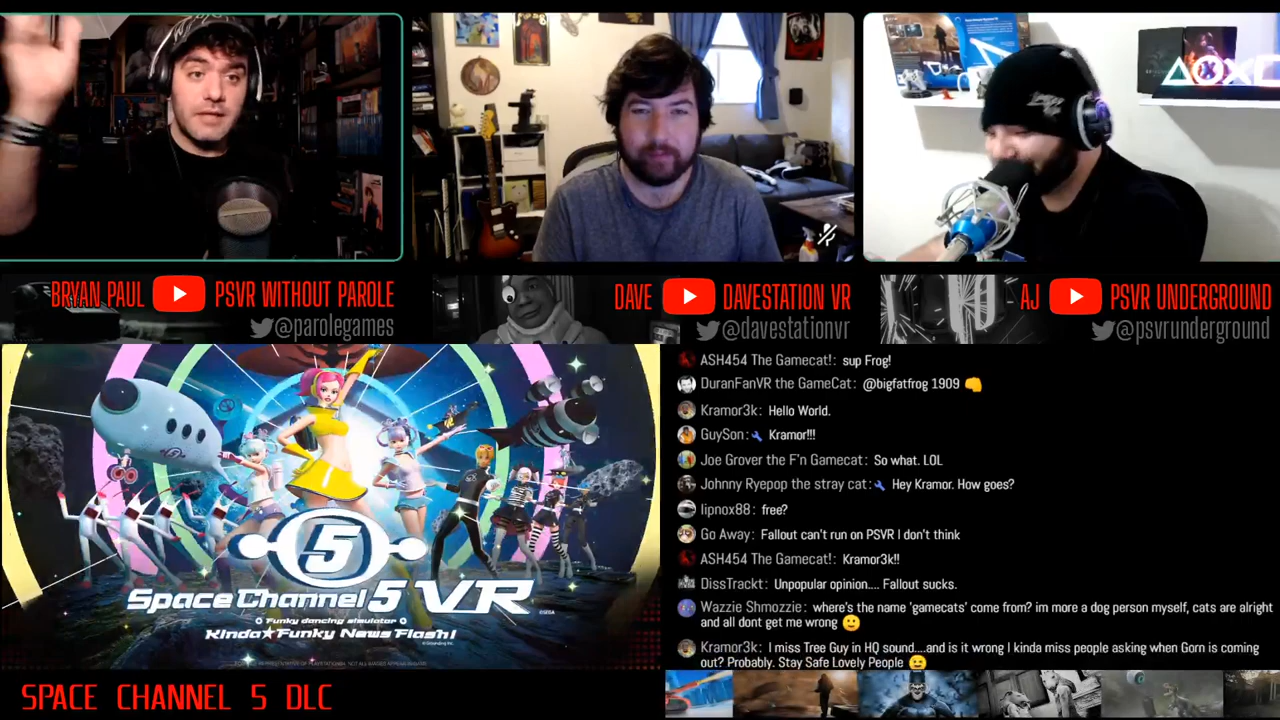 BRYAN PAUL PSVR WITHOUT PAROLE
@parolegames
DAVE DAVESTATION VR
@davestationvr
AJ PSVR UNDERGROUND
@psvrunderground
5
Space Channel 5 VR
Funky dancing simulator
Kinda★Funky News Flash!
©SEGA
SPACE CHANNEL 5 DLC
ASH454 The Gamecat!: sup Frog!
DuranFanVR the GameCat: @bigfatfrog 1909 👊
Kramor3k: Hello World.
GuySon:🔧 Kramor!!!
Joe Grover the F'n Gamecat: So what. LOL
Johnny Ryepop the stray cat:🔧 Hey Kramor. How goes?
lipnox88: free?
Go Away: Fallout can't run on PSVR I don't think
ASH454 The Gamecat!: Kramor3k!!
DissTrackt: Unpopular opinion.... Fallout sucks.
Wazzie Shmozzie: where's the name 'gamecats' come from? im more a dog person myself, cats are alright
and all dont get me wrong 🙂
Kramor3k: I miss Tree Guy in HQ sound....and is it wrong I kinda miss people asking when Gorn is coming
out? Probably. Stay Safe Lovely People 😉